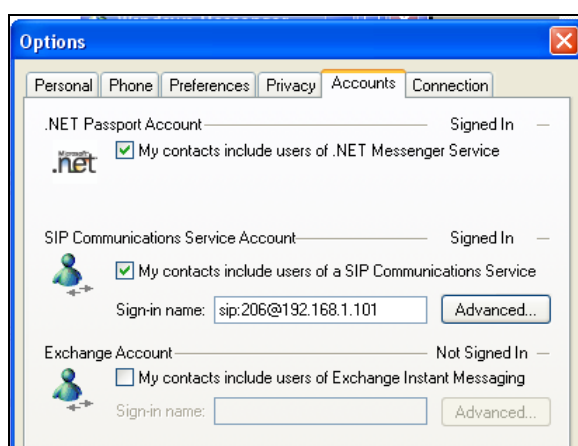 Options
Personal Phone Preferences Privacy Accounts Connection
.NET Passport Account Signed In
Microsoft
.net
My contacts include users of .NET Messenger Service
SIP Communications Service Account Signed In
My contacts include users of a SIP Communications Service
Sign-in name: sip:206@192.168.1.101 Advanced...
Exchange Account Not Signed In
My contacts include users of Exchange Instant Messaging
Sign-in name: Advanced...